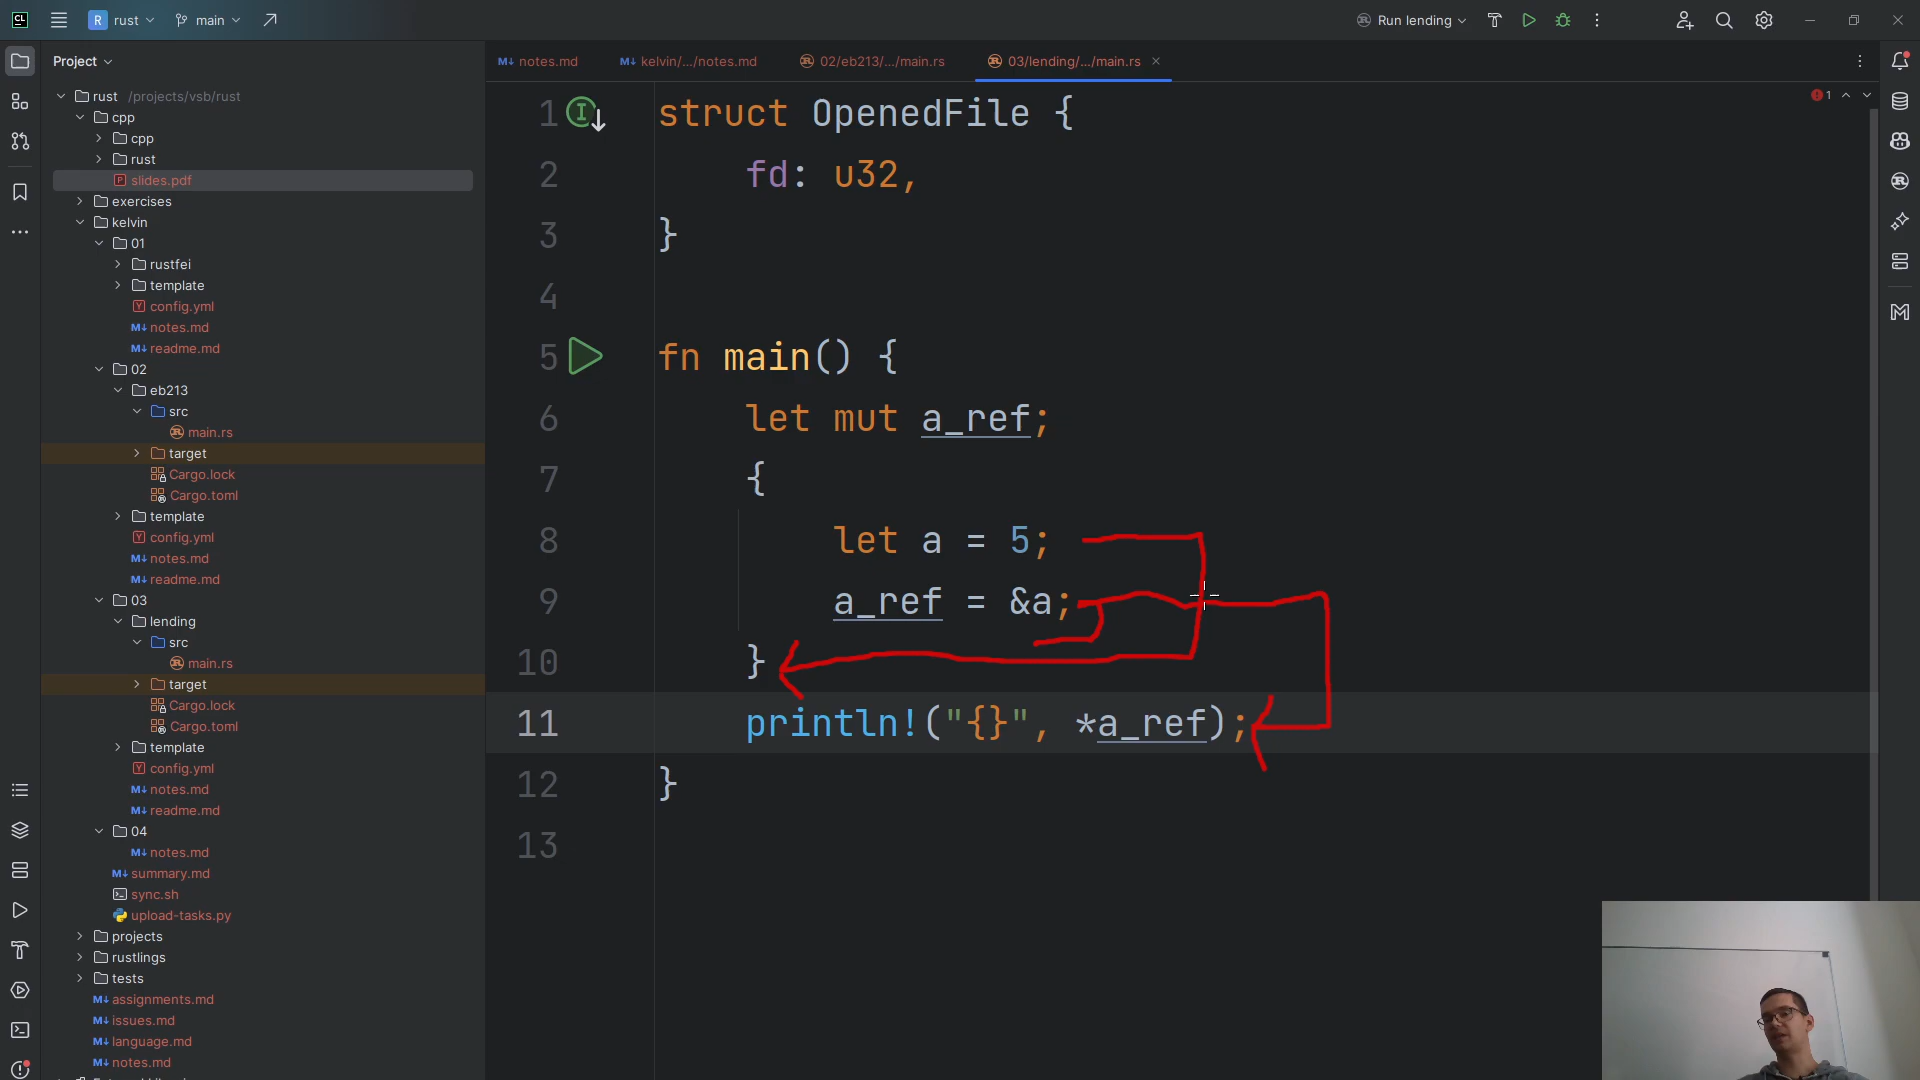 CL
R rust
main
Run lending
Project
notes.md
kelvin/.../notes.md
02/eb213/.../main.rs
03/lending/.../main.rs
rust /projects/vsb/rust
cpp
cpp
rust
slides.pdf
exercises
kelvin
01
rustfei
template
config.yml
notes.md
readme.md
02
eb213
src
main.rs
target
Cargo.lock
Cargo.toml
notes.md
template
config.yml
notes.md
readme.md
03
lending
src
main.rs
target
Cargo.lock
Cargo.toml
template
config.yml
notes.md
readme.md
04
notes.md
summary.md
sync.sh
upload-tasks.py
projects
rustlings
tests
assignments.md
issues.md
language.md
notes.md
1
1 struct OpenedFile {
2 fd: u32,
3 }
4
5 fn main() {
6 let mut a_ref;
7 {
8 let a = 5;
9 a_ref = &a;
10 }
11 println!("{}", *a_ref);
12 }
13